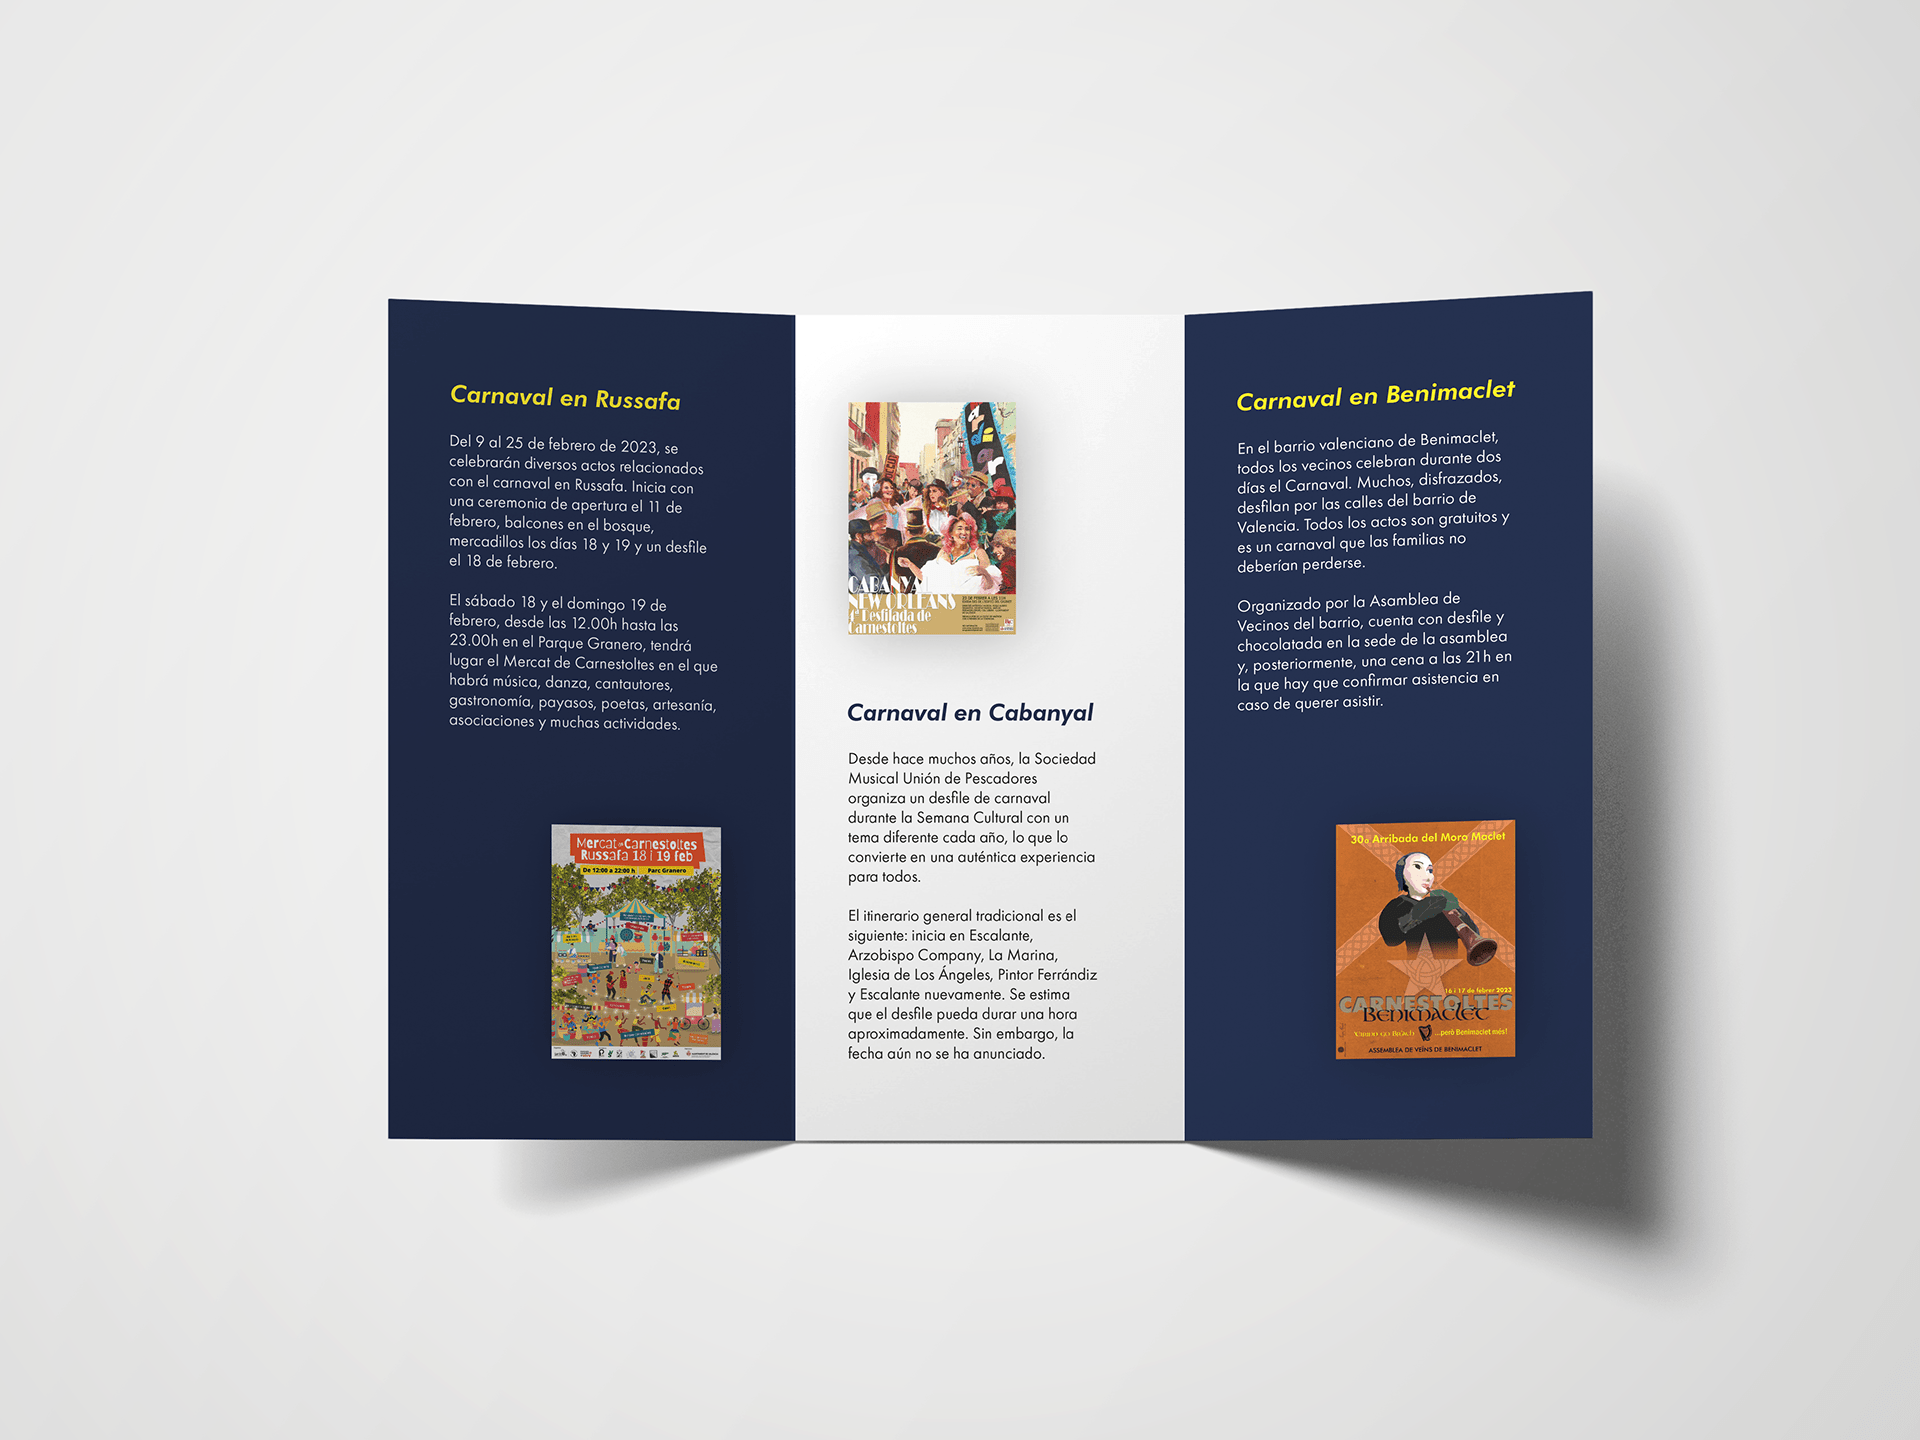 Carnaval en Russafa
Del 9 al 25 de febrero de 2023, se
celebrarán diversos actos relacionados
con el carnaval en Russafa. Inicia con
una ceremonia de apertura el 11 de
febrero, balcones en el bosque,
mercadillos los días 18 y 19 y un desfile
el 18 de febrero.
El sábado 18 y el domingo 19 de
febrero, desde las 12.00h hasta las
23.00h en el Parque Granero, tendrá
lugar el Mercat de Carnestoltes en el que
habrá música, danza, cantautores,
gastronomía, payasos, poetas, artesanía,
asociaciones y muchas actividades.
Mercat de Carnestoltes
Russafa 18 i 19 feb
De 12:00 a 22:00 h Parc Granero
CABANYAL
NEW ORLEANS
4ª Desfilada de
Carnestoltes
Carnaval en Cabanyal
Desde hace muchos años, la Sociedad
Musical Unión de Pescadores
organiza un desfile de carnaval
durante la Semana Cultural con un
tema diferente cada año, lo que lo
convierte en una auténtica experiencia
para todos.
El itinerario general tradicional es el
siguiente: inicia en Escalante,
Arzobispo Company, La Marina,
Iglesia de Los Ángeles, Pintor Ferrándiz
y Escalante nuevamente. Se estima
que el desfile pueda durar una hora
aproximadamente. Sin embargo, la
fecha aún no se ha anunciado.
Carnaval en Benimaclet
En el barrio valenciano de Benimaclet,
todos los vecinos celebran durante dos
días el Carnaval. Muchos, disfrazados,
desfilan por las calles del barrio de
Valencia. Todos los actos son gratuitos y
es un carnaval que las familias no
deberían perderse.
Organizado por la Asamblea de
Vecinos del barrio, cuenta con desfile y
chocolatada en la sede de la asamblea
y, posteriormente, una cena a las 21h en
la que hay que confirmar asistencia en
caso de querer asistir.
30a Arribada del Moro Maclet
16 i 17 de febrer 2023
CARNESTOLTES
BENIMACLET
...però Benimaclet més!
ASSEMBLEA DE VEÏNS DE BENIMACLET